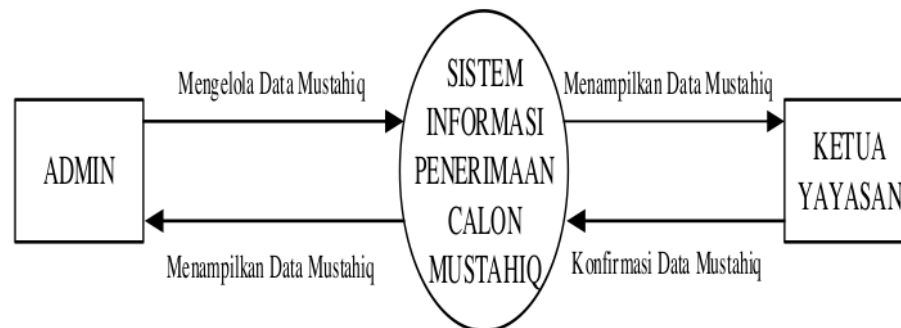 Mengelola Data Mustahiq
SISTEM
INFORMASI
PENERIMAAN
CALON
MUSTAHIQ
Menampilkan Data Mustahiq
ADMIN
KETUA
YAYASAN
Menampilkan Data Mustahiq
Konfirmasi Data Mustahiq